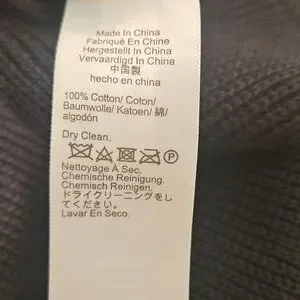 Made In China
Fabriqué En Chine
Hergestellt In China
Vervaardigd In China
中国製
hecho en china
100% Cotton/ Coton/
Baumwolle/ Katoen/ 綿/
algodón
Dry Clean.
P
Nettoyage À Sec.
Chemische Reinigung.
Chemisch Reinigen.
ドライクリーニングをし
てください。
Lavar En Seco.